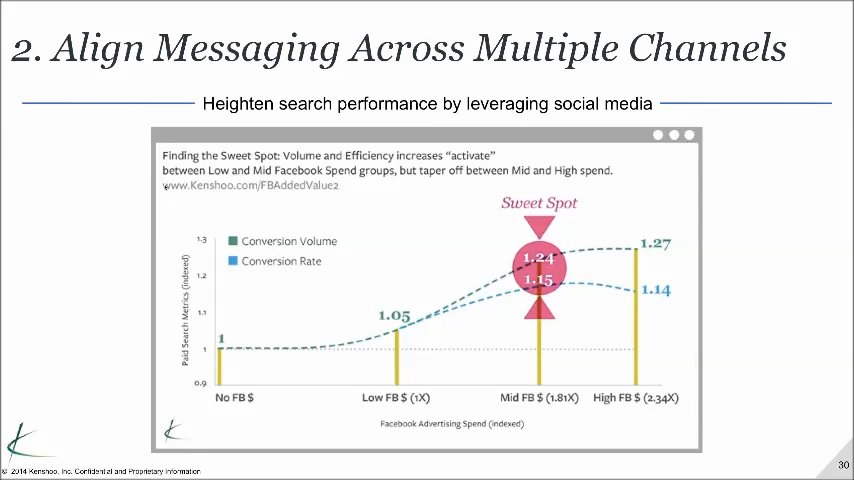 2. Align Messaging Across Multiple Channels
Heighten search performance by leveraging social media
Finding the Sweet Spot: Volume and Efficiency increases “activate”
between Low and Mid Facebook Spend groups, but taper off between Mid and High spend.
www.Kenshoo.com/FBAddedValue2
Sweet Spot
Conversion Volume
Conversion Rate
Paid Search Metrics (indexed)
1.3
1.2
1.1
1
0.9
1
1.05
1.24
1.15
1.27
1.14
No FB $
Low FB $ (1X)
Mid FB $ (1.81X)
High FB $ (2.34X)
Facebook Advertising Spend (indexed)
© 2014 Kenshoo, Inc. Confidential and Proprietary Information
30